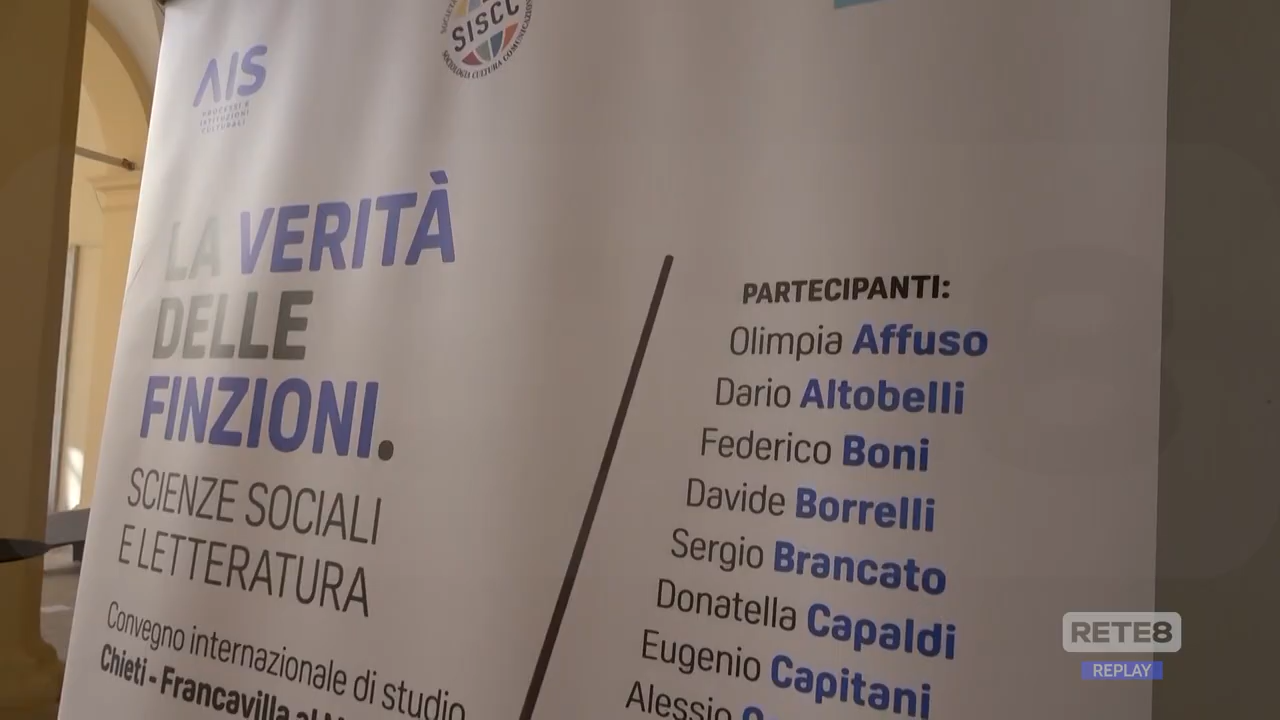 SISCC
SOCIOLOGIA CULTURA COMUNICAZIONE
AIS
PROCESSI E
ISTITUZIONI
CULTURALI
LA VERITÀ
DELLE
FINZIONI.
SCIENZE SOCIALI
E LETTERATURA
Convegno internazionale di studio
Chieti - Francavilla al
PARTECIPANTI:
Olimpia Affuso
Dario Altobelli
Federico Boni
Davide Borrelli
Sergio Brancato
Donatella Capaldi
Eugenio Capitani
Alessio
RETE8
REPLAY